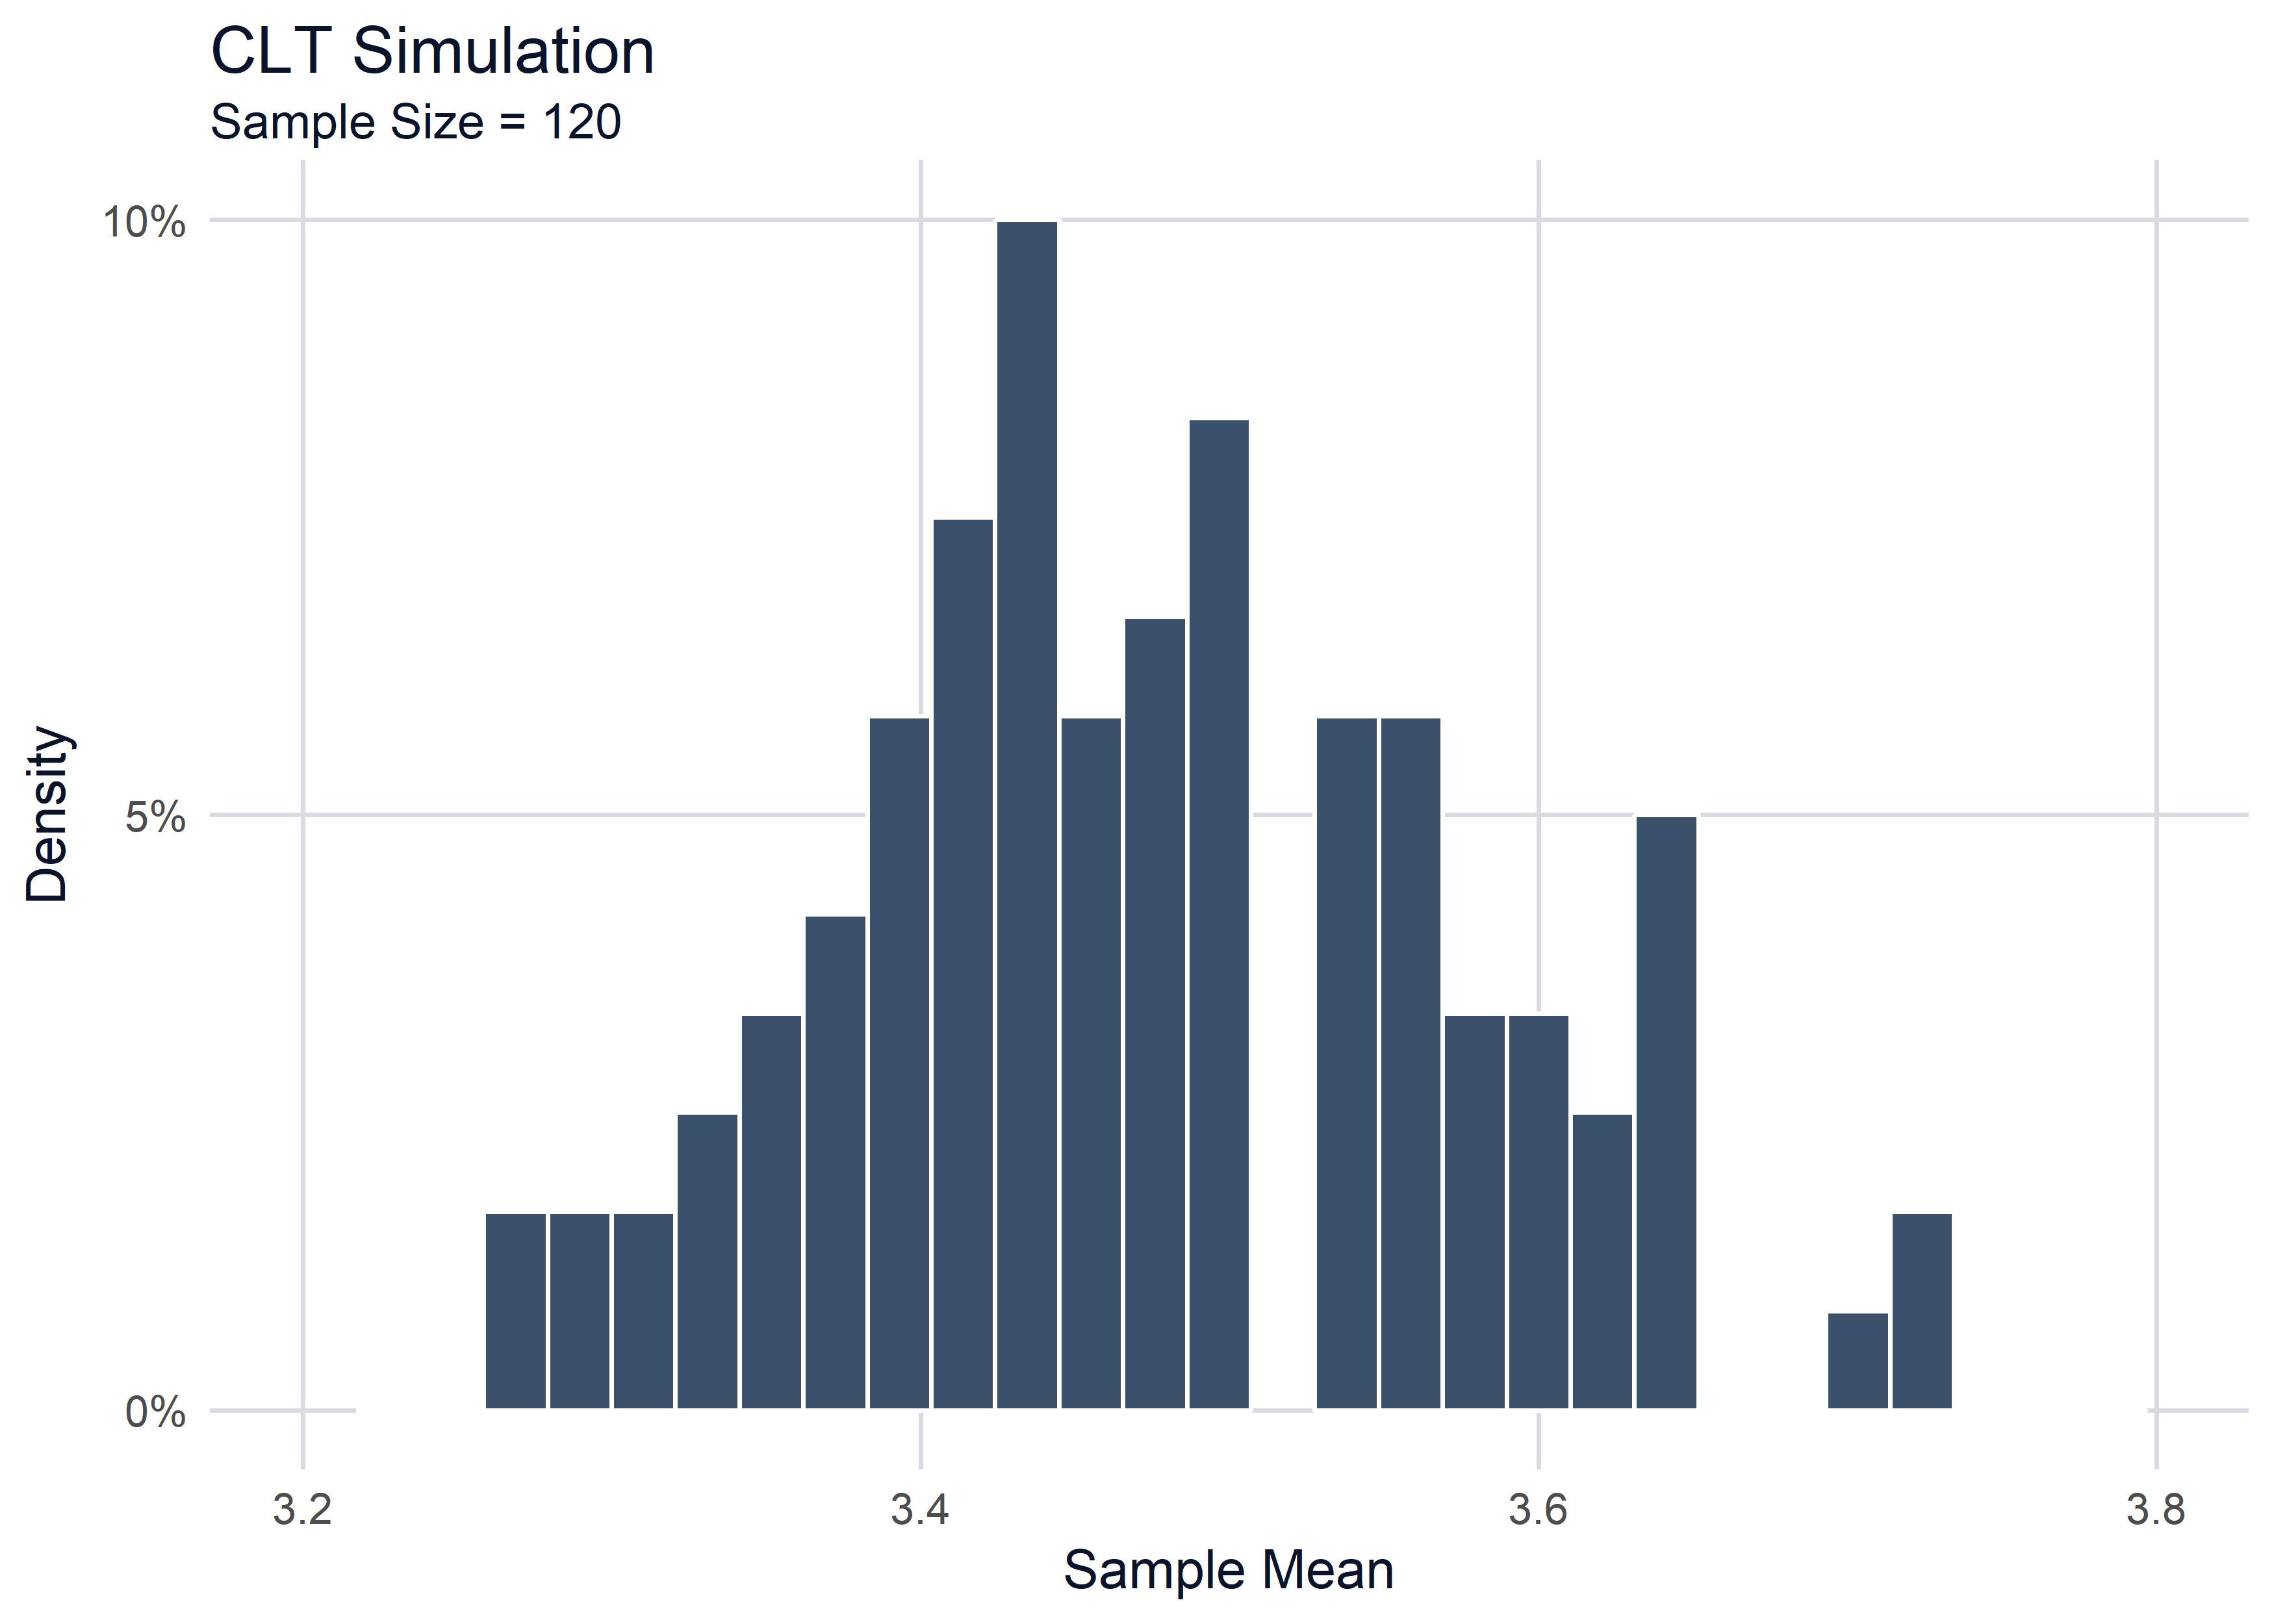 CLT Simulation
Sample Size = 120
10%
5%
0%
Density
3.2 3.4 3.6 3.8
Sample Mean